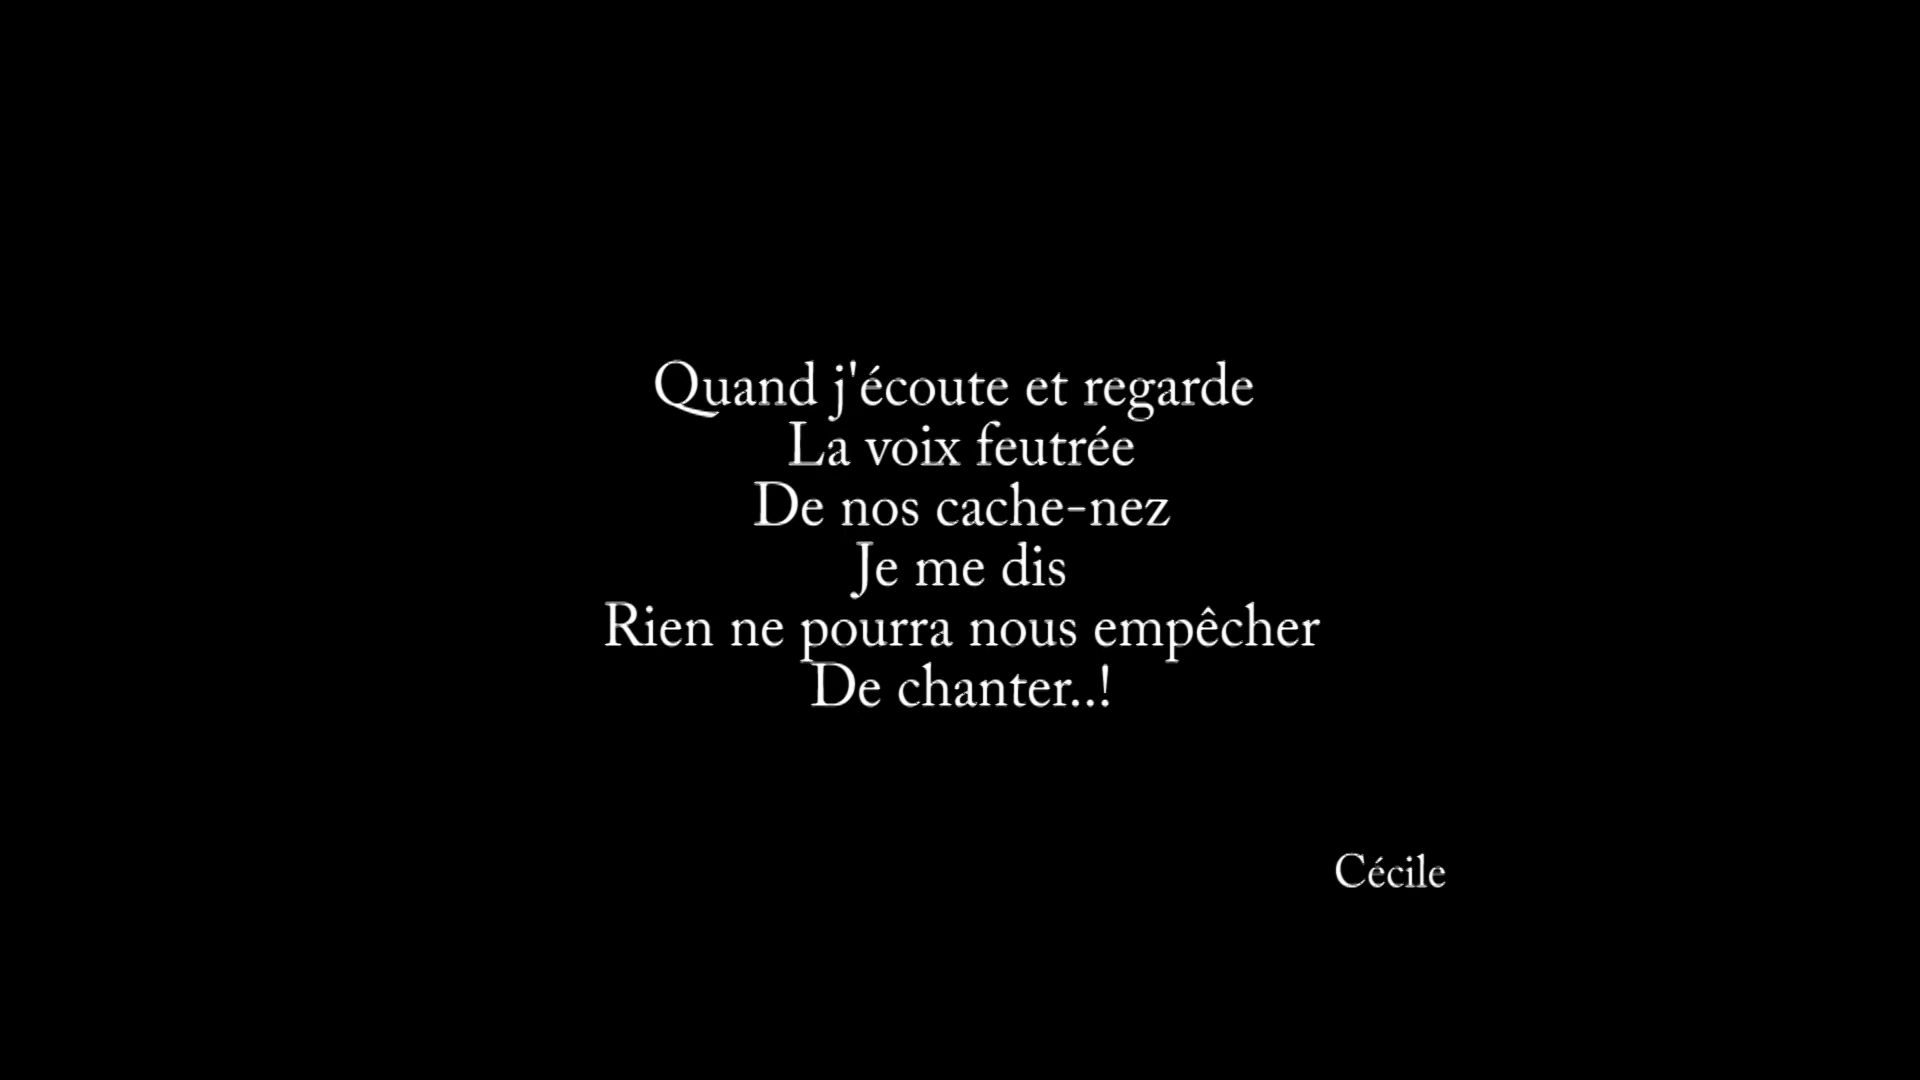 Quand j'écoute et regarde
La voix feutrée
De nos cache-nez
Je me dis
Rien ne pourra nous empêcher
De chanter..!
Cécile